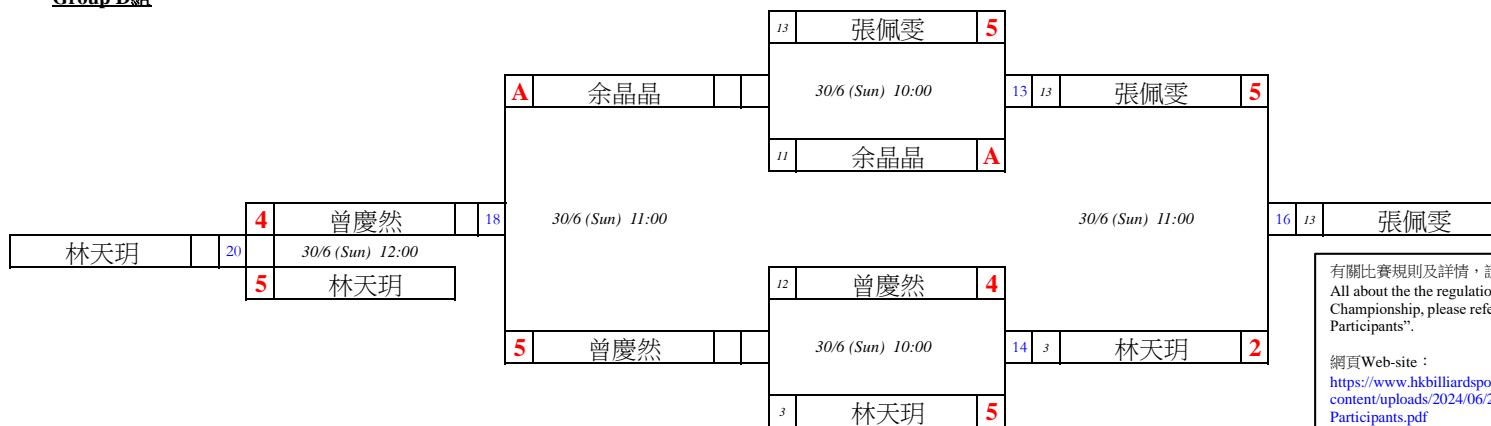 Group D組
13 張佩雯 5
A 余晶晶
30/6 (Sun) 10:00
13 13 張佩雯 5
11 余晶晶 A
4 曾慶然 18
30/6 (Sun) 11:00
30/6 (Sun) 11:00
16 13 張佩雯
林天玥 20
30/6 (Sun) 12:00
5 林天玥
12 曾慶然 4
5 曾慶然
30/6 (Sun) 10:00
14 3 林天玥 2
3 林天玥 5
有關比賽規則及詳情，
All about the the regulatio
Championship, please refe
Participants”.
網頁Web-site：
https://www.hkbilliardspo
content/uploads/2024/06/2
Participants.pdf